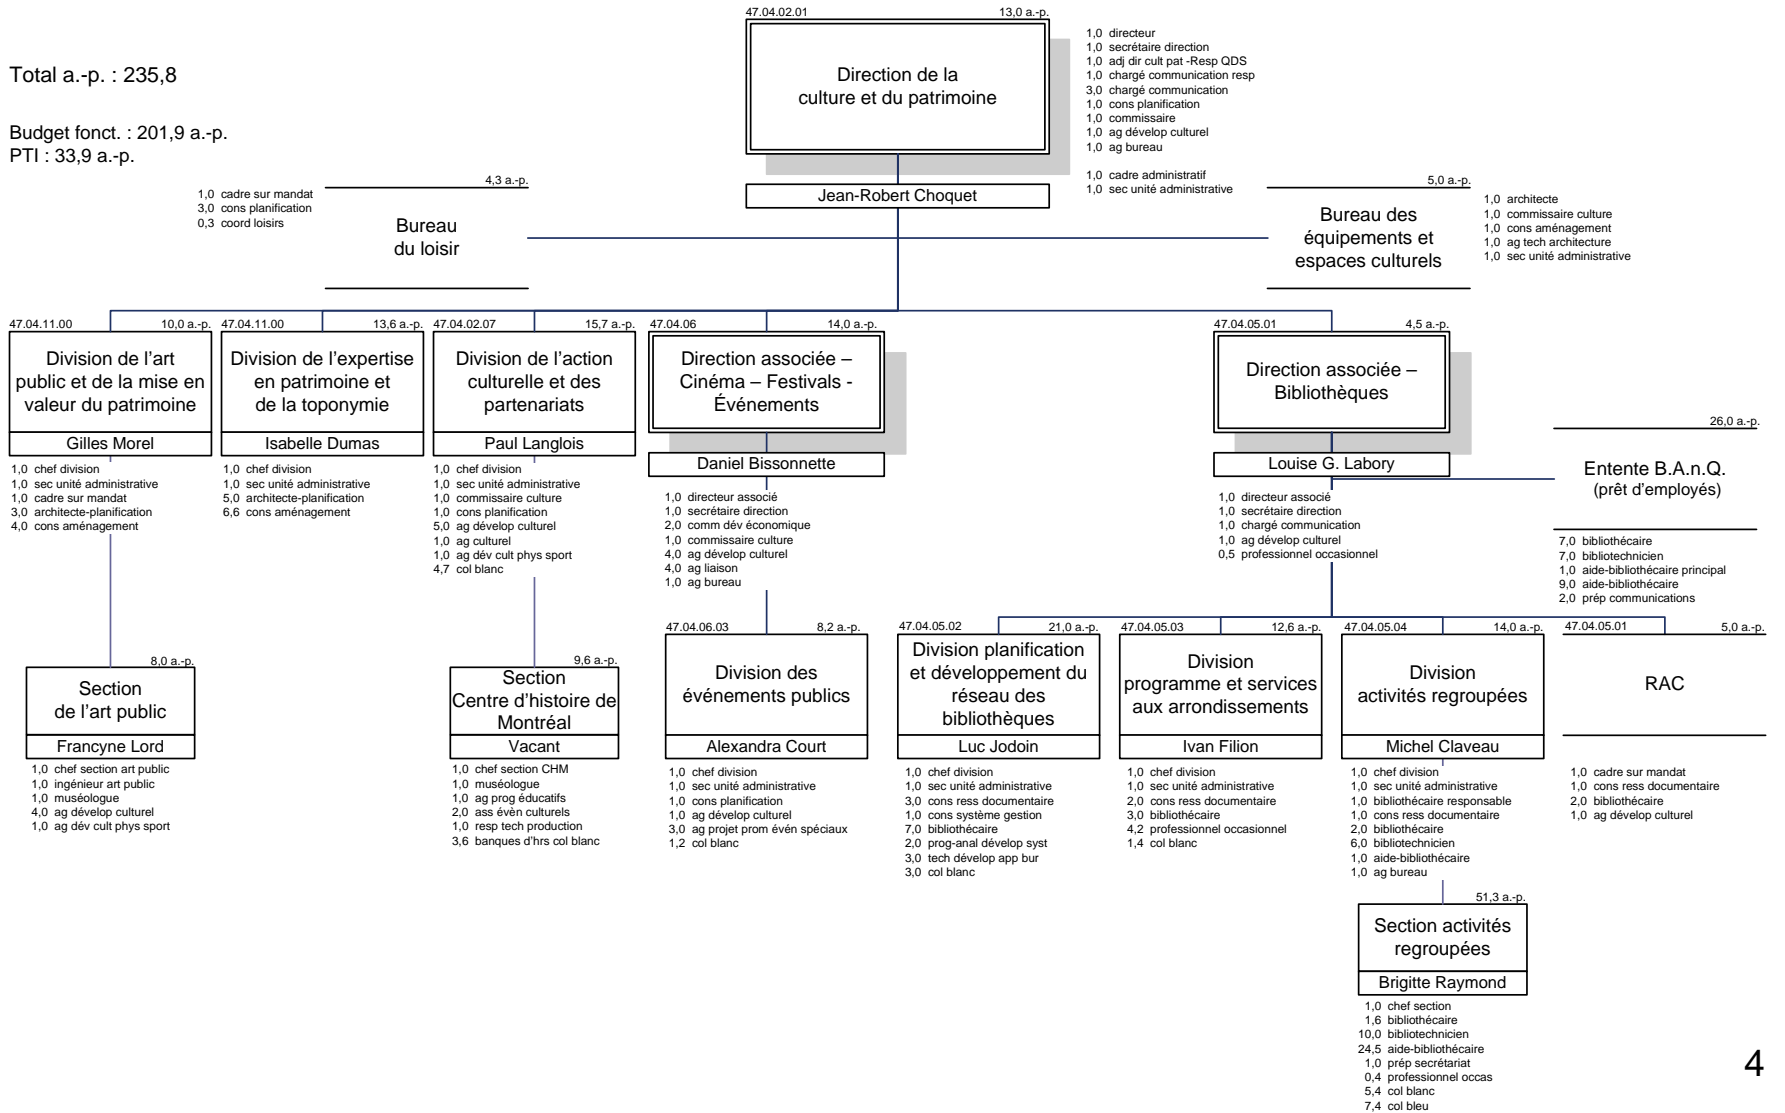 47.04.02.01 13,0 a.-p.
Direction de la
culture et du patrimoine
Jean-Robert Choquet
1,0 directeur
1,0 secrétaire direction
1,0 adj dir cult pat -Resp QDS
1,0 chargé communication resp
3,0 chargé communication
1,0 cons planification
1,0 commissaire
1,0 ag dévelop culturel
1,0 ag bureau
1,0 cadre administratif
1,0 sec unité administrative
Total a.-p. : 235,8
Budget fonct. : 201,9 a.-p.
PTI : 33,9 a.-p.
4,3 a.-p.
1,0 cadre sur mandat
3,0 cons planification
0,3 coord loisirs
Bureau
du loisir
5,0 a.-p.
Bureau des
équipements et
espaces culturels
1,0 architecte
1,0 commissaire culture
1,0 cons aménagement
1,0 ag tech architecture
1,0 sec unité administrative
47.04.11.00 10,0 a.-p.
Division de l'art
public et de la mise en
valeur du patrimoine
Gilles Morel
1,0 chef division
1,0 sec unité administrative
1,0 cadre sur mandat
3,0 architecte-planification
4,0 cons aménagement
47.04.11.00 13,6 a.-p.
Division de l'expertise
en patrimoine et
de la toponymie
Isabelle Dumas
1,0 chef division
1,0 sec unité administrative
5,0 architecte-planification
6,6 cons aménagement
47.04.02.07 15,7 a.-p.
Division de l'action
culturelle et des
partenariats
Paul Langlois
1,0 chef division
1,0 sec unité administrative
1,0 commissaire culture
1,0 cons planification
5,0 ag dévelop culturel
1,0 ag culturel
1,0 ag dév cult phys sport
4,7 col blanc
47.04.06 14,0 a.-p.
Direction associée –
Cinéma – Festivals -
Événements
Daniel Bissonnette
1,0 directeur associé
1,0 secrétaire direction
2,0 comm dév économique
1,0 commissaire culture
4,0 ag dévelop culturel
4,0 ag liaison
1,0 ag bureau
47.04.05.01 4,5 a.-p.
Direction associée –
Bibliothèques
Louise G. Labory
1,0 directeur associé
1,0 secrétaire direction
1,0 chargé communication
1,0 ag dévelop culturel
0,5 professionnel occasionnel
26,0 a.-p.
Entente B.A.n.Q.
(prêt d'employés)
7,0 bibliothécaire
7,0 bibliotechnicien
1,0 aide-bibliothécaire principal
9,0 aide-bibliothécaire
2,0 prép communications
8,0 a.-p.
Section
de l'art public
Francyne Lord
1,0 chef section art public
1,0 ingénieur art public
1,0 muséologue
4,0 ag dévelop culturel
1,0 ag dév cult phys sport
9,6 a.-p.
Section
Centre d'histoire de
Montréal
Vacant
1,0 chef section CHM
1,0 muséologue
1,0 ag prog éducatifs
2,0 ass évèn culturels
1,0 resp tech production
3,6 banques d'hrs col blanc
47.04.06.03 8,2 a.-p.
Division des
événements publics
Alexandra Court
1,0 chef division
1,0 sec unité administrative
1,0 cons planification
1,0 ag dévelop culturel
3,0 ag projet prom évén spéciaux
1,2 col blanc
47.04.05.02 21,0 a.-p.
Division planification
et développement du
réseau des
bibliothèques
Luc Jodoin
1,0 chef division
1,0 sec unité administrative
3,0 cons ress documentaire
1,0 cons système gestion
7,0 bibliothécaire
2,0 prog-anal dévelop syst
3,0 tech dévelop app bur
3,0 col blanc
47.04.05.03 12,6 a.-p.
Division
programme et services
aux arrondissements
Ivan Filion
1,0 chef division
1,0 sec unité administrative
2,0 cons ress documentaire
3,0 bibliothécaire
4,2 professionnel occasionnel
1,4 col blanc
47.04.05.04 14,0 a.-p.
Division
activités regroupées
Michel Claveau
1,0 chef division
1,0 sec unité administrative
1,0 bibliothécaire responsable
1,0 cons ress documentaire
2,0 bibliothécaire
6,0 bibliotechnicien
1,0 aide-bibliothécaire
1,0 ag bureau
47.04.05.01 5,0 a.-p.
RAC
1,0 cadre sur mandat
1,0 cons ress documentaire
2,0 bibliothécaire
1,0 ag dévelop culturel
51,3 a.-p.
Section activités
regroupées
Brigitte Raymond
1,0 chef section
1,6 bibliothécaire
10,0 bibliotechnicien
24,5 aide-bibliothécaire
1,0 prép secrétariat
0,4 professionnel occas
5,4 col blanc
7,4 col bleu
4